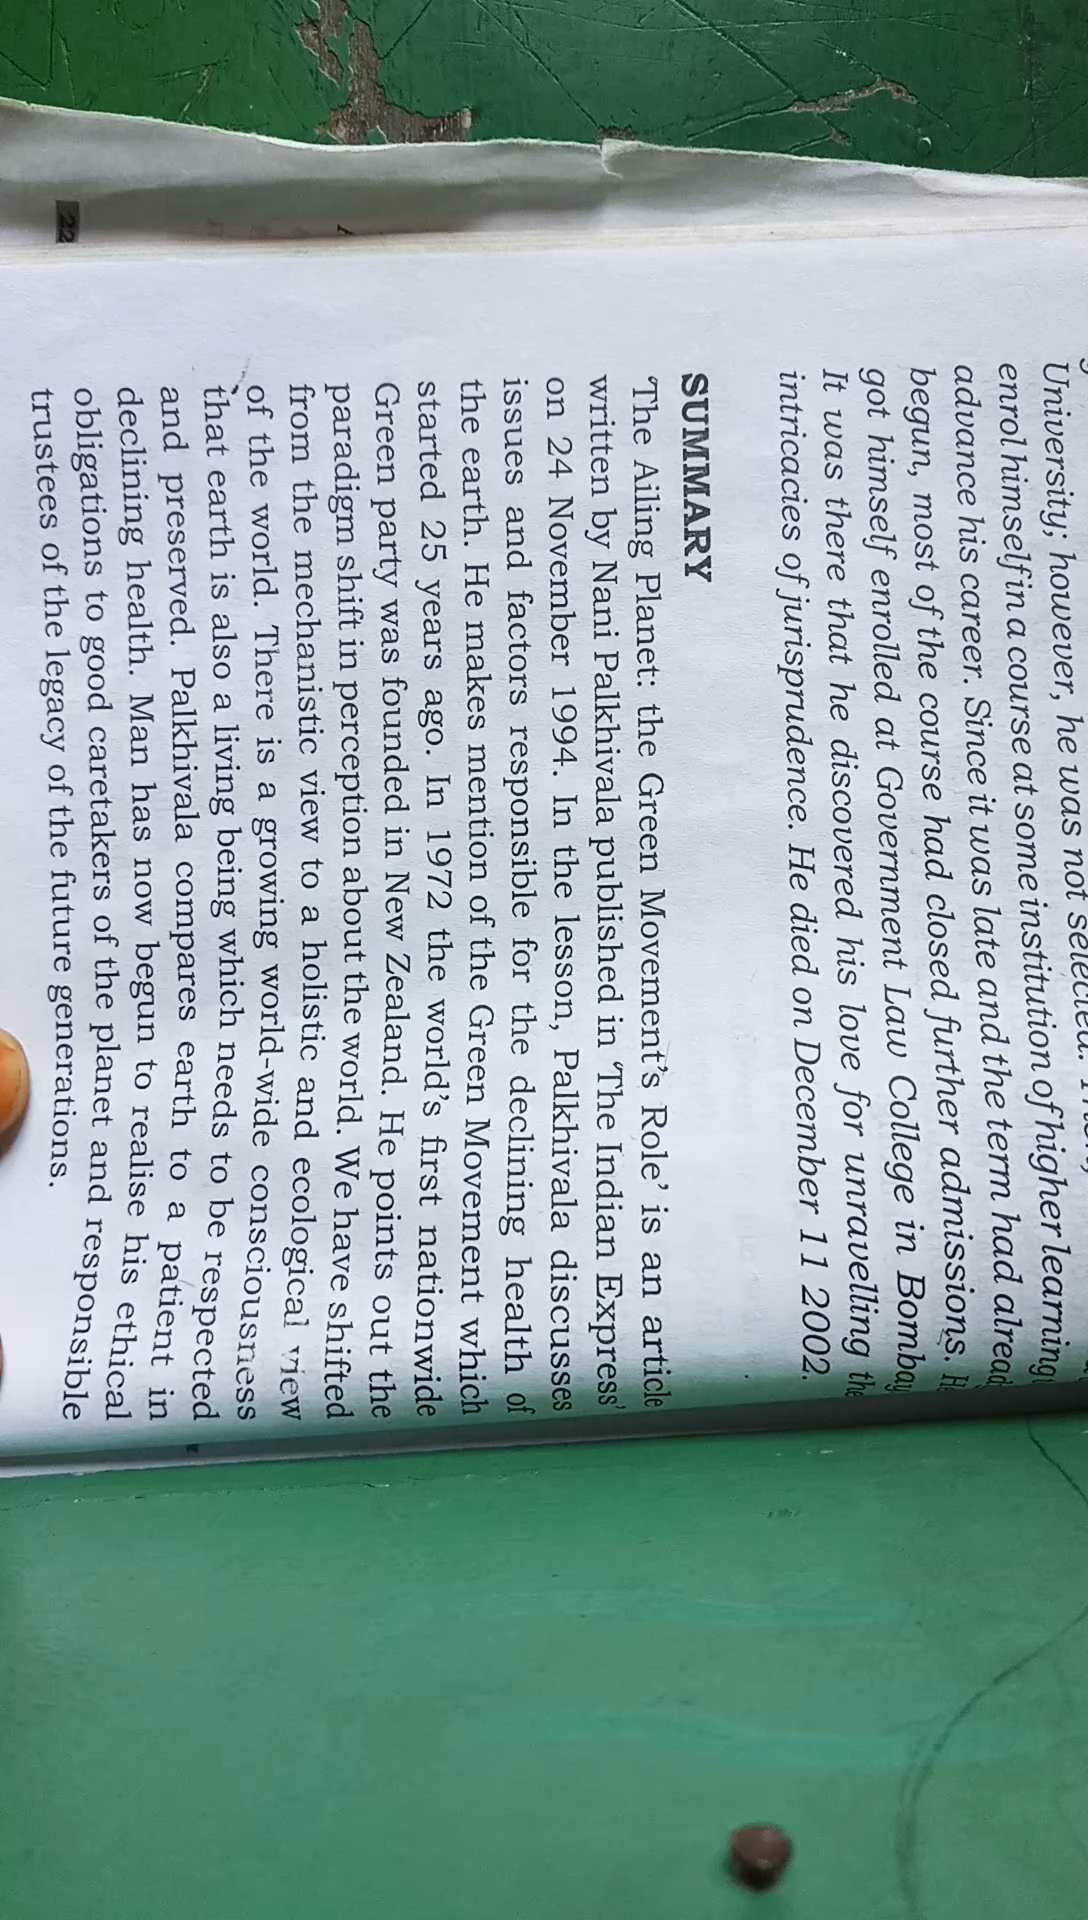 University; however, he was not selected.
enrol himself in a course at some institution of higher learning
advance his career. Since it was late and the term had alread
begun, most of the course had closed further admissions. He
got himself enrolled at Government Law College in Bombay
It was there that he discovered his love for unravelling the
intricacies of jurisprudence. He died on December 11 2002.
SUMMARY
'The Ailing Planet: the Green Movement's Role' is an article
written by Nani Palkhivala published in 'The Indian Express'
on 24 November 1994. In the lesson, Palkhivala discusses
issues and factors responsible for the declining health of
the earth. He makes mention of the Green Movement which
started 25 years ago. In 1972 the world's first nationwide
Green party was founded in New Zealand. He points out the
paradigm shift in perception about the world. We have shifted
from the mechanistic view to a holistic and ecological view
of the world. There is a growing world-wide consciousness
that earth is also a living being which needs to be respected
and preserved. Palkhivala compares earth to a patient in
declining health. Man has now begun to realise his ethical
obligations to good caretakers of the planet and responsible
trustees of the legacy of the future generations.
22